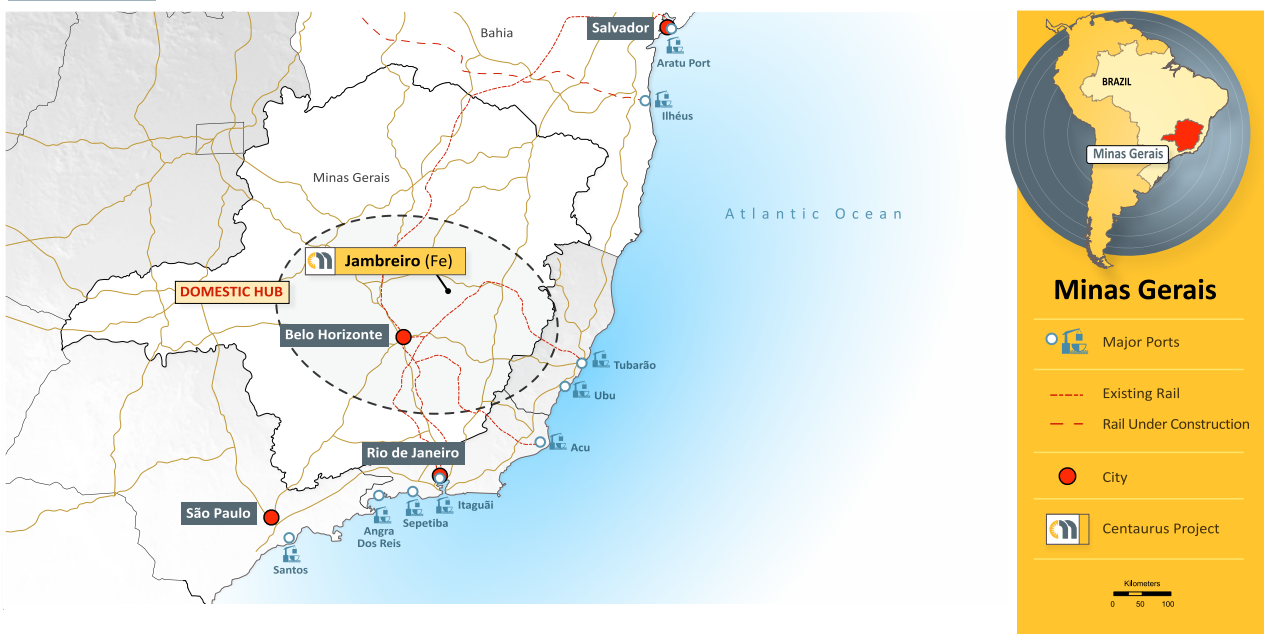 Bahia
Salvador
Aratu Port
Ilhéus
Minas Gerais
Atlantic Ocean
Jambreiro (Fe)
DOMESTIC HUB
Belo Horizonte
Tubarão
Ubu
Acu
Rio de Janeiro
Itaguãi
Sepetiba
Angra
Dos Reis
São Paulo
Santos
BRAZIL
Minas Gerais
Minas Gerais
Major Ports
Existing Rail
Rail Under Construction
City
Centaurus Project
Kilometers
0 50 100